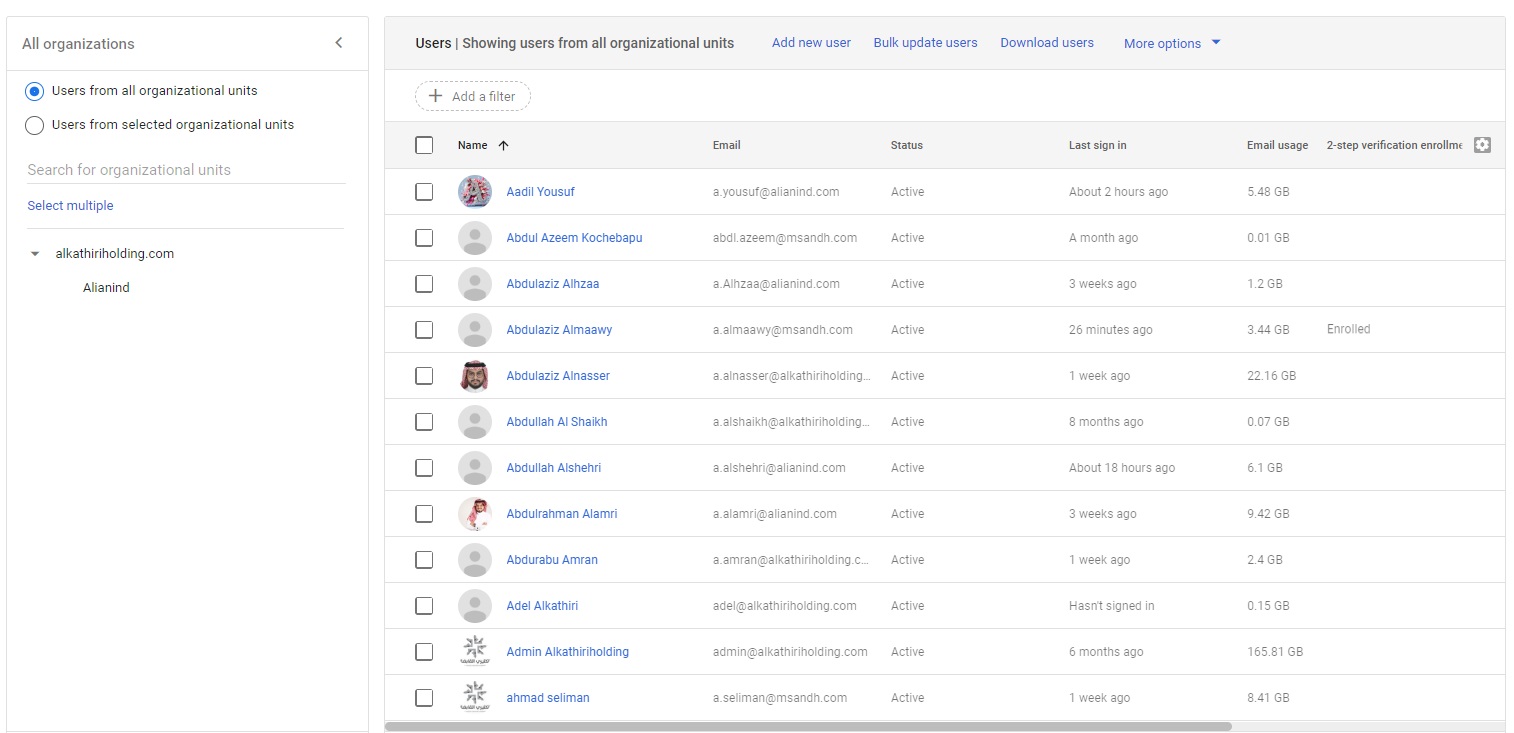 All organizations
Users from all organizational units
Users from selected organizational units
Search for organizational units
Select multiple
alkathiriholding.com
Alianind
Users | Showing users from all organizational units Add new user Bulk update users Download users More options
Add a filter
Name Email Status Last sign in Email usage 2-step verification enrollme
Aadil Yousuf a.yousuf@alianind.com Active About 2 hours ago 5.48 GB
Abdul Azeem Kochebapu abdl.azeem@msandh.com Active A month ago 0.01 GB
Abdulaziz Alhzaa a.Alhzaa@alianind.com Active 3 weeks ago 1.2 GB
Abdulaziz Almaawy a.almaawy@msandh.com Active 26 minutes ago 3.44 GB Enrolled
Abdulaziz Alnasser a.alnasser@alkathiriholding... Active 1 week ago 22.16 GB
Abdullah Al Shaikh a.alshaikh@alkathiriholding... Active 8 months ago 0.07 GB
Abdullah Alshehri a.alshehri@alianind.com Active About 18 hours ago 6.1 GB
Abdulrahman Alamri a.alamri@alianind.com Active 3 weeks ago 9.42 GB
Abdurabu Amran a.amran@alkathiriholding.c... Active 1 week ago 2.4 GB
Adel Alkathiri adel@alkathiriholding.com Active Hasn't signed in 0.15 GB
Admin Alkathiriholding admin@alkathiriholding.com Active 6 months ago 165.81 GB
ahmad seliman a.seliman@msandh.com Active 1 week ago 8.41 GB